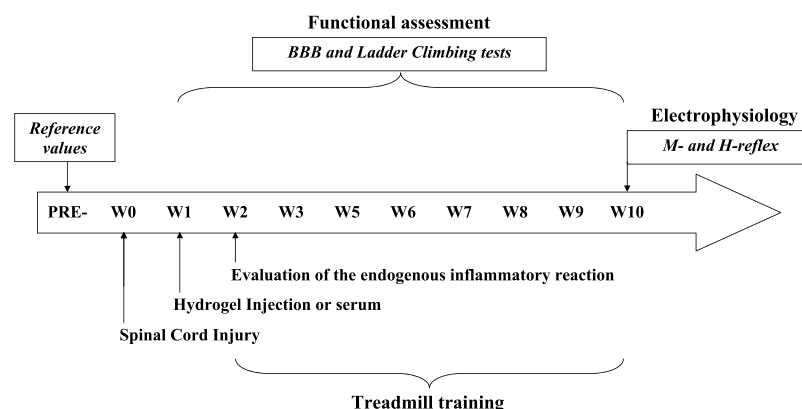 Functional assessment
BBB and Ladder Climbing tests
Electrophysiology
Reference values
M- and H-reflex
PRE- W0 W1 W2 W3 W5 W6 W7 W8 W9 W10
Evaluation of the endogenous inflammatory reaction
Hydrogel Injection or serum
Spinal Cord Injury
Treadmill training